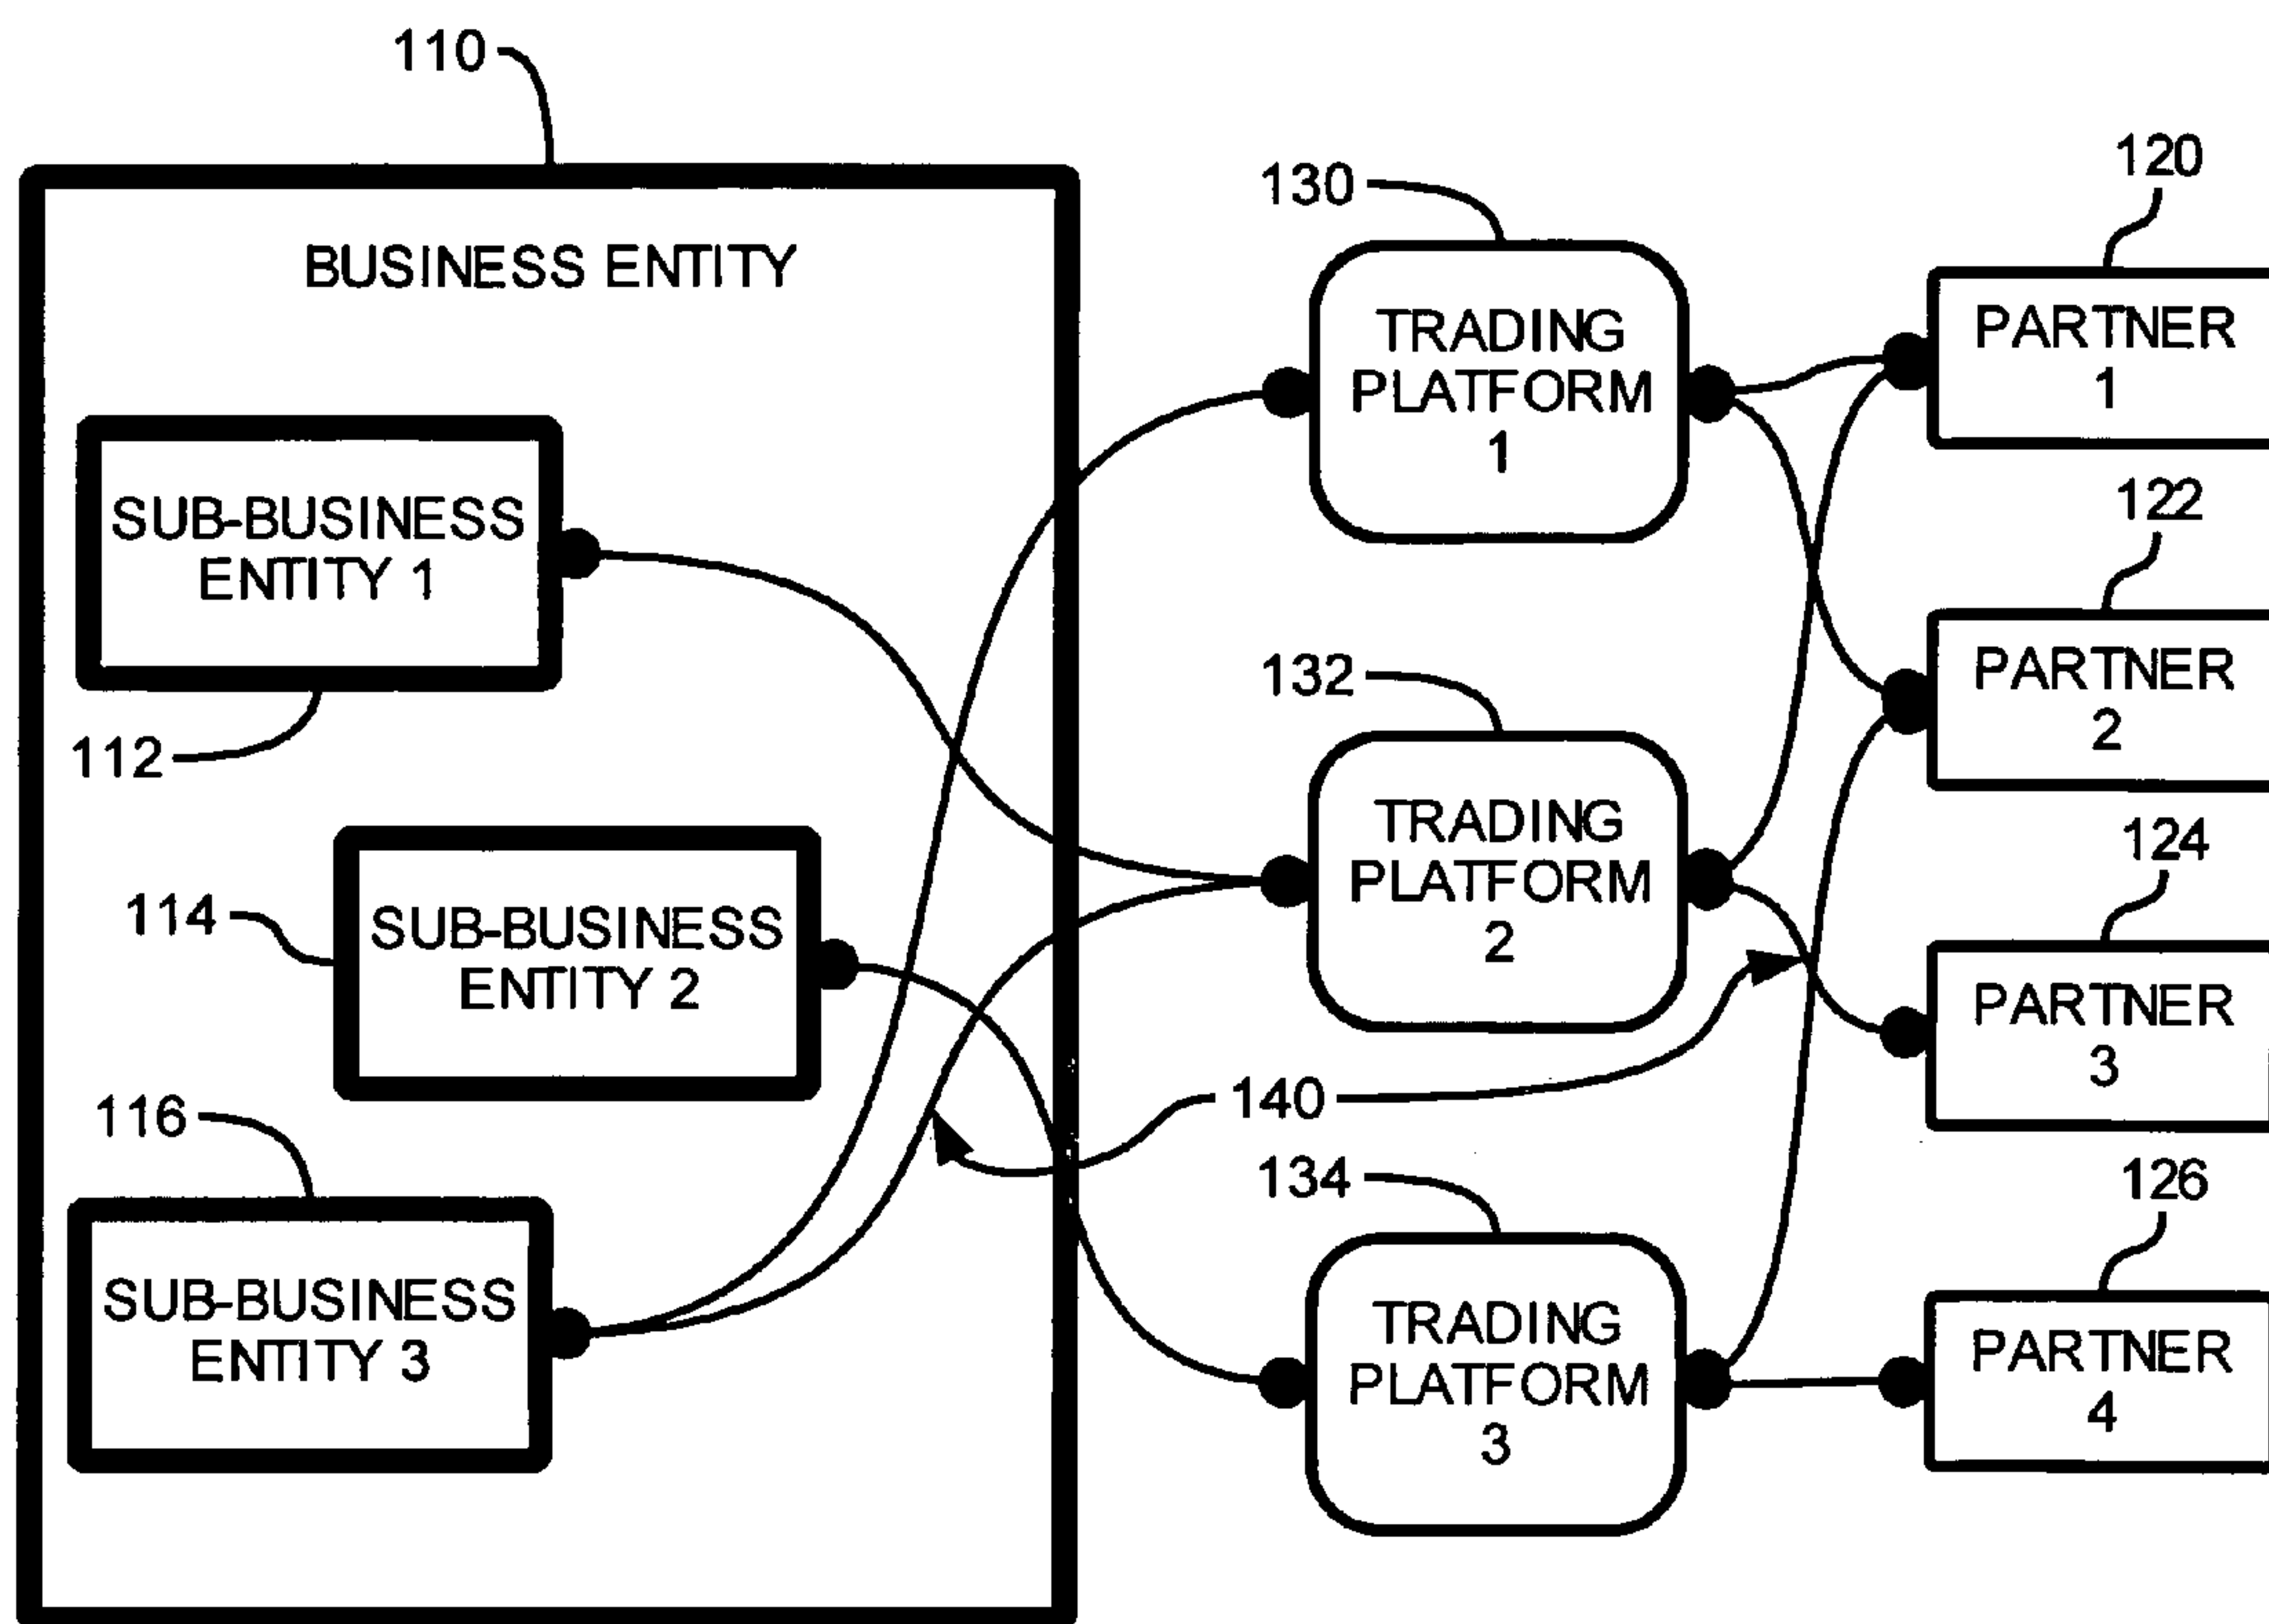 110
BUSINESS ENTITY
SUB-BUSINESS
ENTITY 1
112
114
SUB-BUSINESS
ENTITY 2
116
SUB-BUSINESS
ENTITY 3
130
TRADING
PLATFORM
1
132
TRADING
PLATFORM
2
140
134
TRADING
PLATFORM
3
120
PARTNER
1
122
PARTNER
2
124
PARTNER
3
126
PARTNER
4